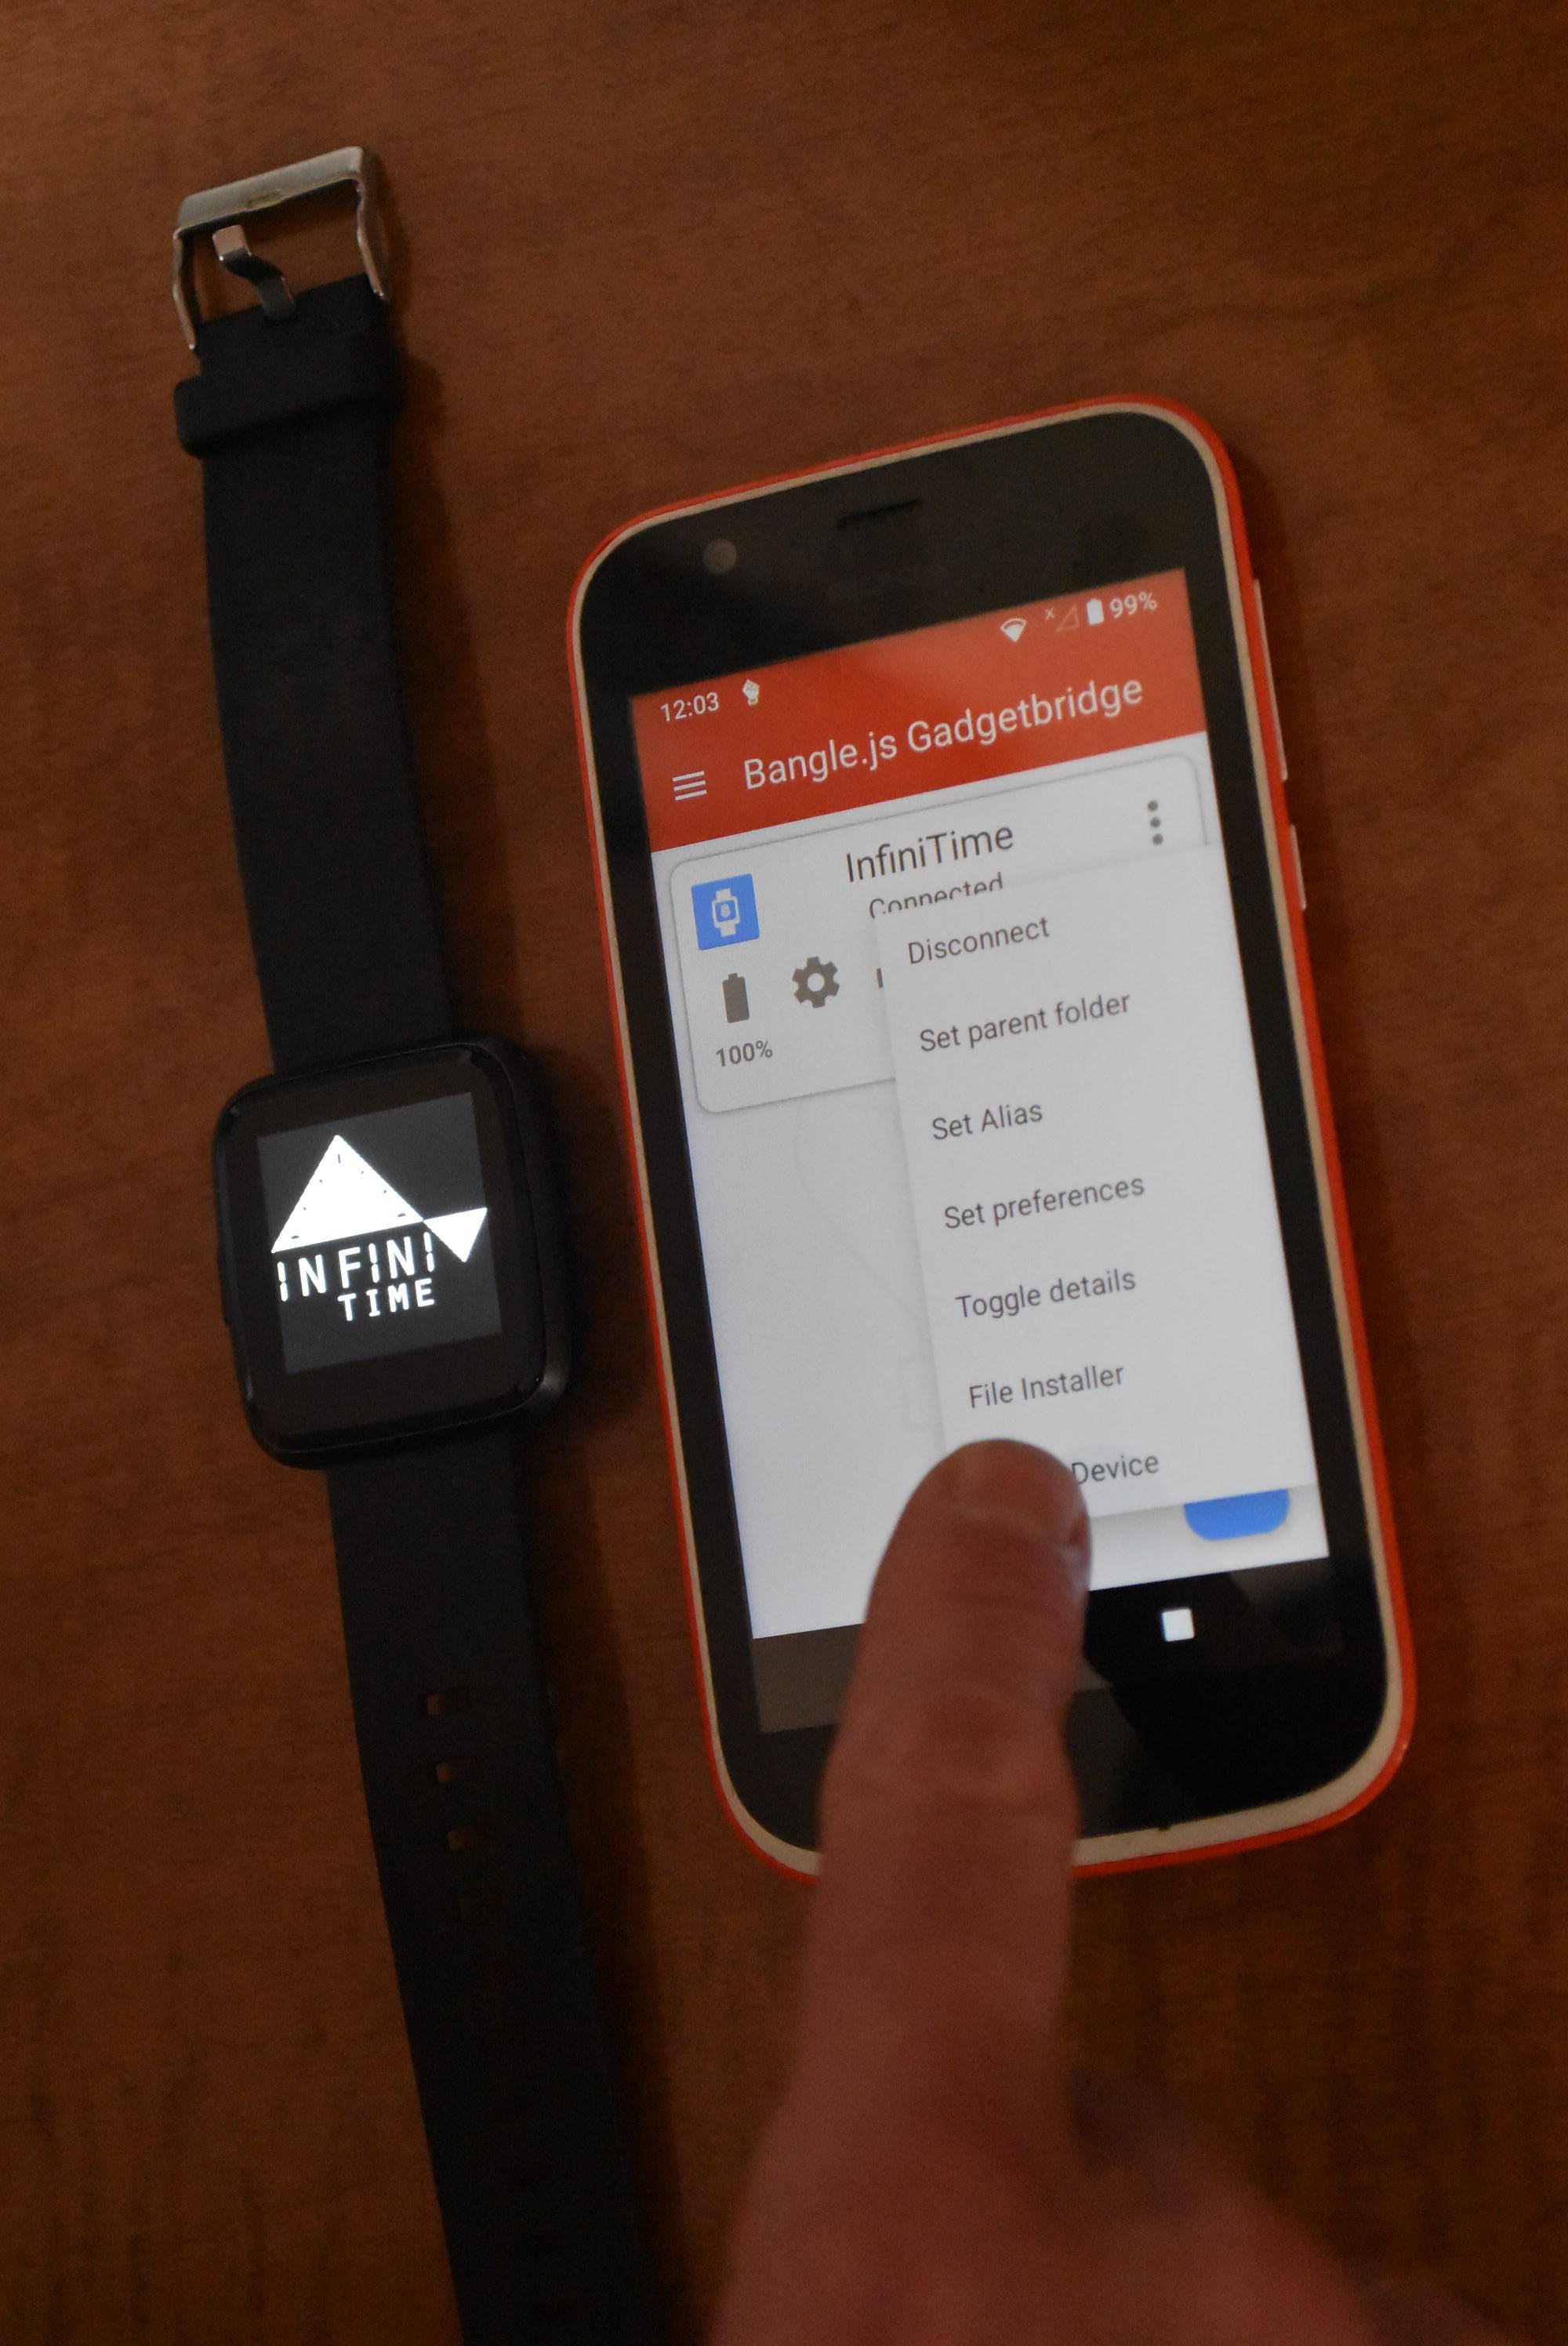 12:03 99%
Bangle.js Gadgetbridge
InfiniTime
Connected
100%
Disconnect
Set parent folder
Set Alias
Set preferences
Toggle details
File Installer
Device
INFINI
TIME